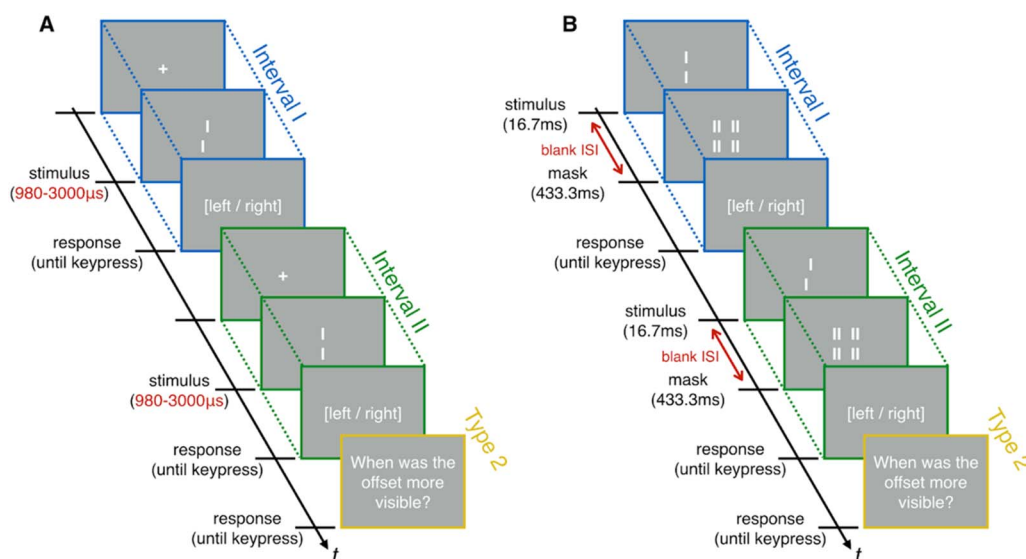 A
+
Interval I
stimulus
(980-3000µs)
[left / right]
response
(until keypress)
+
Interval II
stimulus
(980-3000µs)
[left / right]
response
(until keypress)
Type 2
When was the
offset more
visible?
response
(until keypress)
t
B
Interval I
stimulus
(16.7ms)
blank ISI
mask
(433.3ms)
[left / right]
response
(until keypress)
Interval II
stimulus
(16.7ms)
blank ISI
mask
(433.3ms)
[left / right]
response
(until keypress)
Type 2
When was the
offset more
visible?
response
(until keypress)
t